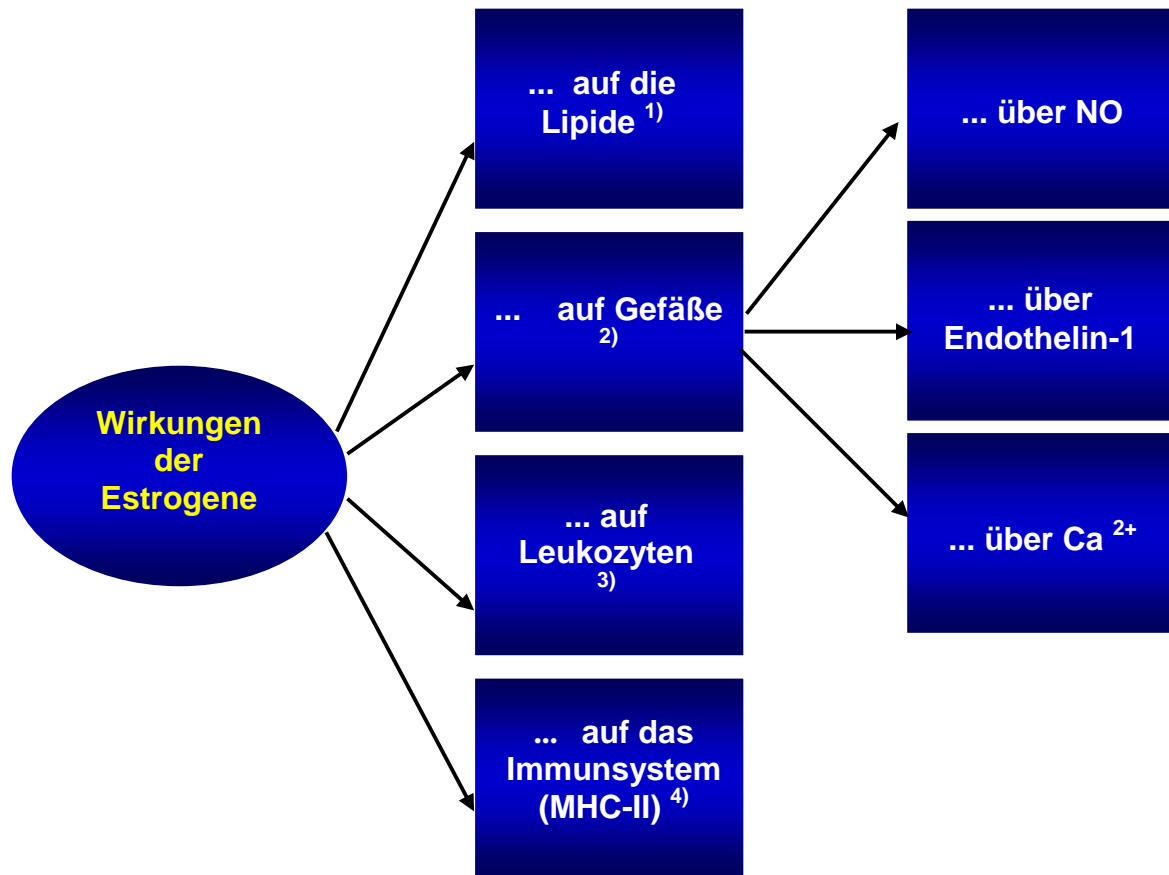 Wirkungen
der
Estrogene
... auf die
Lipide 1)
... auf Gefäße
2)
... auf
Leukozyten
3)
... auf das
Immunsystem
(MHC-II) 4)
... über NO
... über
Endothelin-1
... über Ca 2+